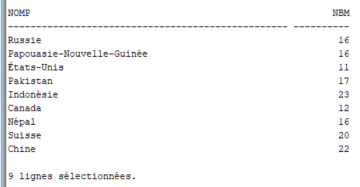 NOMP NBM
-------------------------------------------------- ----------
Russie 16
Papouasie-Nouvelle-Guinée 16
États-Unis 11
Pakistan 17
Indonésie 23
Canada 12
Népal 16
Suisse 20
Chine 22
9 lignes sélectionnées.